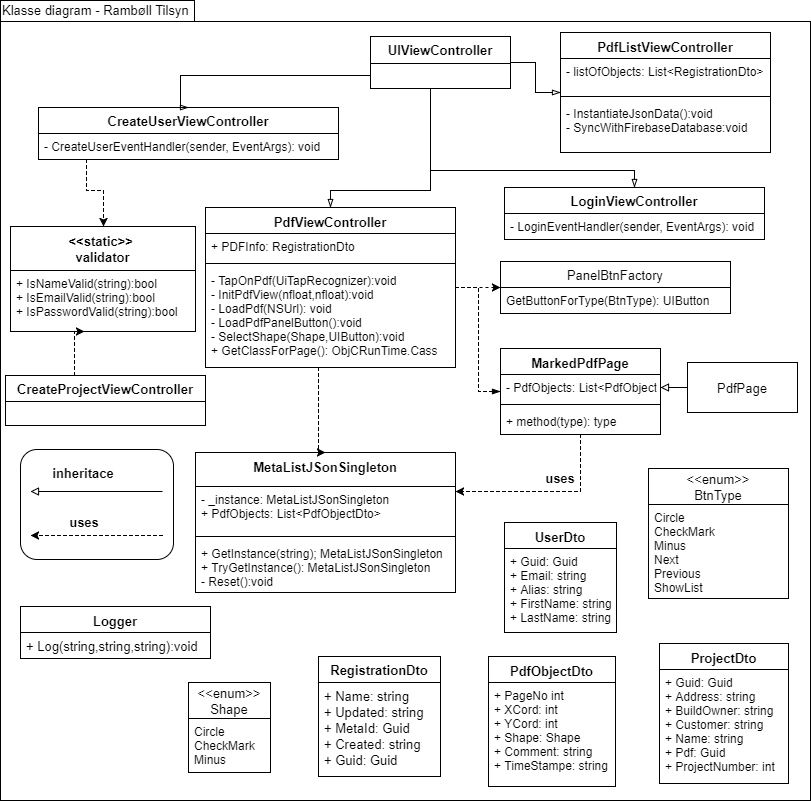 Klasse diagram - Rambøll Tilsyn
UIViewController
PdfListViewController
- listOfObjects: List<RegistrationDto>
- InstantiateJsonData():void
- SyncWithFirebaseDatabase:void
CreateUserViewController
- CreateUserEventHandler(sender, EventArgs): void
LoginViewController
- LoginEventHandler(sender, EventArgs): void
PdfViewController
+ PDFInfo: RegistrationDto
- TapOnPdf(UiTapRecognizer):void
- InitPdfView(nfloat,nfloat):void
- LoadPdf(NSUrl): void
- LoadPdfPanelButton():void
- SelectShape(Shape,UIButton):void
+ GetClassForPage(): ObjCRunTime.Cass
<<static>>
validator
+ IsNameValid(string):bool
+ IsEmailValid(string):bool
+ IsPasswordValid(string):bool
PanelBtnFactory
GetButtonForType(BtnType): UIButton
MarkedPdfPage
- PdfObjects: List<PdfObject
+ method(type): type
PdfPage
CreateProjectViewController
inheritace
uses
MetaListJSonSingleton
- _instance: MetaListJSonSingleton
+ PdfObjects: List<PdfObjectDto>
+ GetInstance(string); MetaListJSonSingleton
+ TryGetInstance(): MetaListJSonSingleton
- Reset():void
uses
<<enum>>
BtnType
Circle
CheckMark
Minus
Next
Previous
ShowList
UserDto
+ Guid: Guid
+ Email: string
+ Alias: string
+ FirstName: string
+ LastName: string
Logger
+ Log(string,string,string):void
<<enum>>
Shape
Circle
CheckMark
Minus
RegistrationDto
+ Name: string
+ Updated: string
+ MetaId: Guid
+ Created: string
+ Guid: Guid
PdfObjectDto
+ PageNo int
+ XCord: int
+ YCord: int
+ Shape: Shape
+ Comment: string
+ TimeStampe: string
ProjectDto
+ Guid: Guid
+ Address: string
+ BuildOwner: string
+ Customer: string
+ Name: string
+ Pdf: Guid
+ ProjectNumber: int